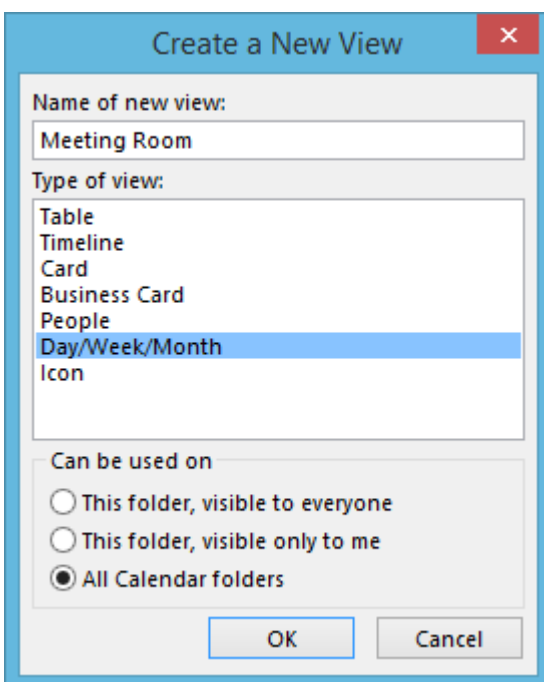 Create a New View
Name of new view:
Meeting Room
Type of view:
Table
Timeline
Card
Business Card
People
Day/Week/Month
Icon
Can be used on
This folder, visible to everyone
This folder, visible only to me
All Calendar folders
OK Cancel